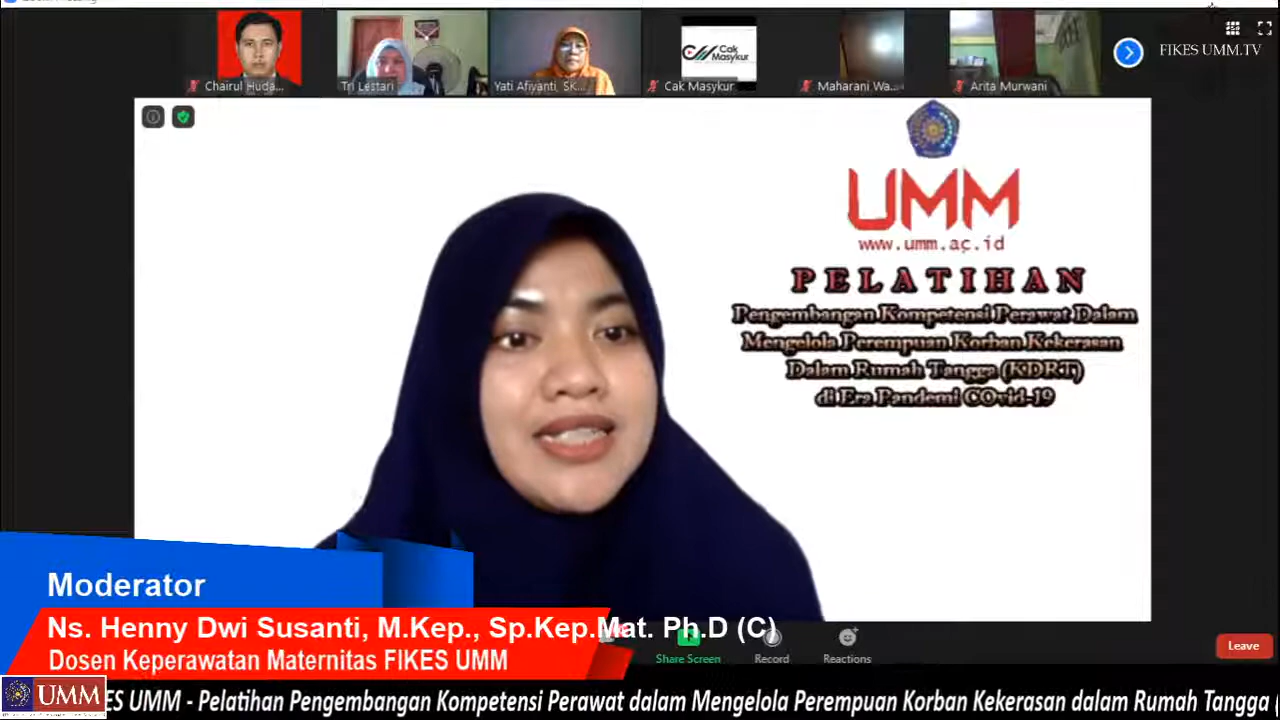 Chairul Huda...
Tri Lestari
Yati Afiyanti, SK...
Cak
Masykur
Cak Masykur
Maharani Wa...
Arita Murwani
FIKES UMM.TV
UMM
www.umm.ac.id
PELATIHAN
Pengembangan Kompetensi Perawat Dalam
Mengelola Perempuan Korban Kekerasan
Dalam Rumah Tangga (KDRT)
di Era Pandemi COvid-19
Moderator
Ns. Henny Dwi Susanti, M.Kep., Sp.Kep.Mat. Ph.D (C)
Dosen Keperawatan Maternitas FIKES UMM
Share Screen
Record
Reactions
Leave
UMM
ES UMM - Pelatihan Pengembangan Kompetensi Perawat dalam Mengelola Perempuan Korban Kekerasan dalam Rumah Tangga (